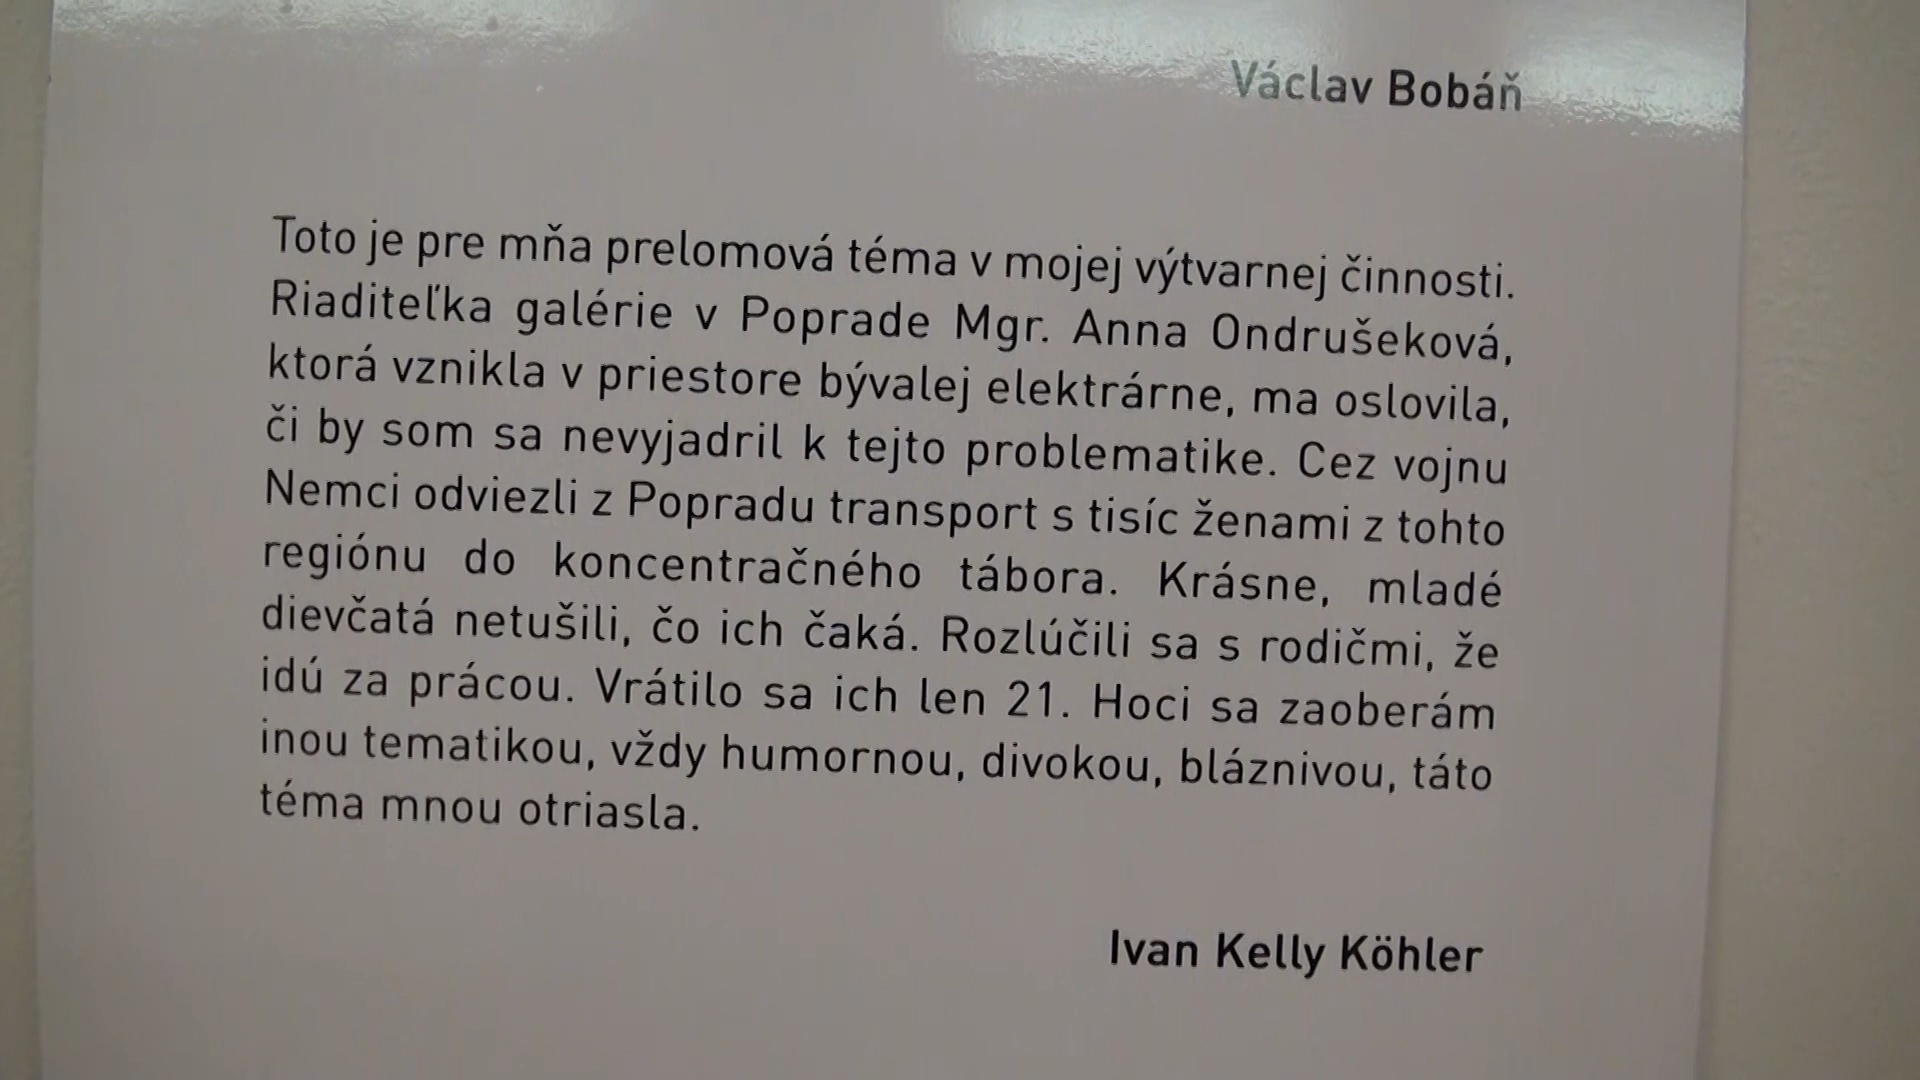 Václav Bobáň
Toto je pre mňa prelomová téma v mojej výtvarnej činnosti.
Riaditeľka galérie v Poprade Mgr. Anna Ondrušeková,
ktorá vznikla v priestore bývalej elektrárne, ma oslovila,
či by som sa nevyjadril k tejto problematike. Cez vojnu
Nemci odviezli z Popradu transport s tisíc ženami z tohto
regiónu do koncentračného tábora. Krásne, mladé
dievčatá netušili, čo ich čaká. Rozlúčili sa s rodičmi, že
idú za prácou. Vrátilo sa ich len 21. Hoci sa zaoberám
inou tematikou, vždy humornou, divokou, bláznivou, táto
téma mnou otriasla.
Ivan Kelly Köhler